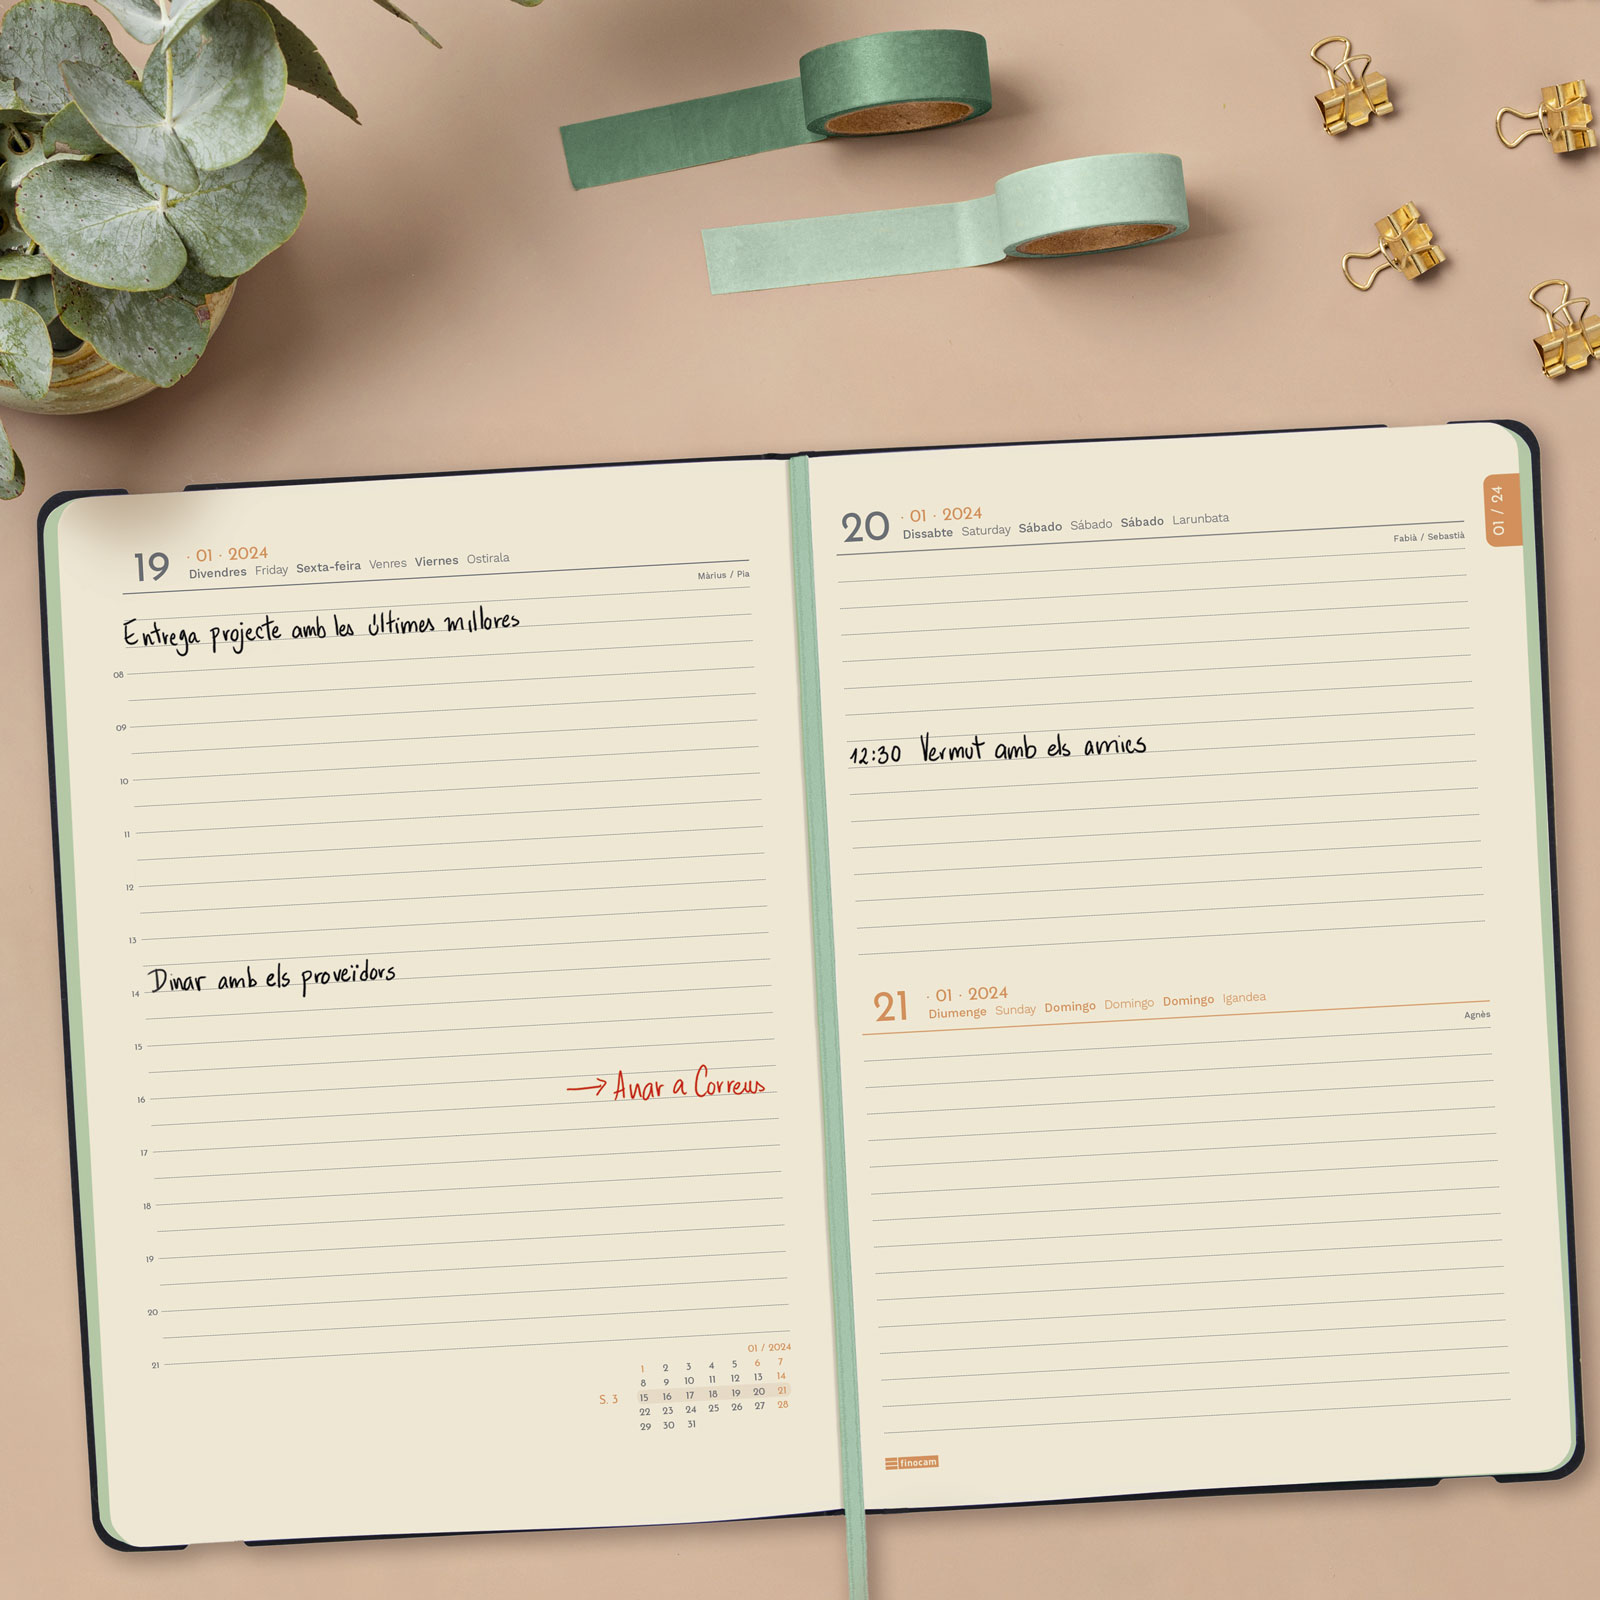 19 · 01 · 2024
Divendres Friday Sexta-feira Venres Viernes Ostirala
Màrius / Pia
Entrega projecte amb les últimes millores
08
09
10
11
12
13
Dinar amb els proveïdors
14
15
→ Anar a Correus
16
17
18
19
20
21
01 / 2024
1 2 3 4 5 6 7
8 9 10 11 12 13 14
S. 3 15 16 17 18 19 20 21
22 23 24 25 26 27 28
29 30 31
20 · 01 · 2024
Dissabte Saturday Sábado Sábado Sábado Larunbata
Fabià / Sebastià
01 / 24
12:30 Vermut amb els amics
21 · 01 · 2024
Diumenge Sunday Domingo Domingo Domingo Igandea
Agnès
finocam